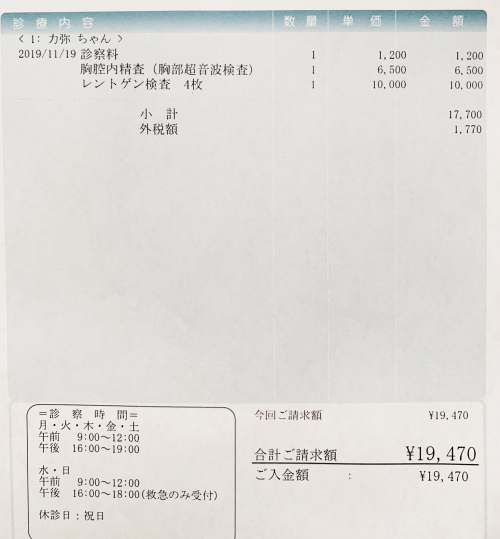 診療内容 数量 単価 金額
< 1: 力弥 ちゃん >
2019/11/19 診察料 1 1,200 1,200
胸腔内精査（胸部超音波検査） 1 6,500 6,500
レントゲン検査 4枚 1 10,000 10,000
小計 17,700
外税額 1,770
＝診察時間＝
月・火・木・金・土
午前 9:00～12:00
午後 16:00～19:00
水・日
午前 9:00～12:00
午後 16:00～18:00(救急のみ受付)
休診日：祝日
今回ご請求額 ¥19,470
合計ご請求額 ¥19,470
ご入金額 : ¥19,470